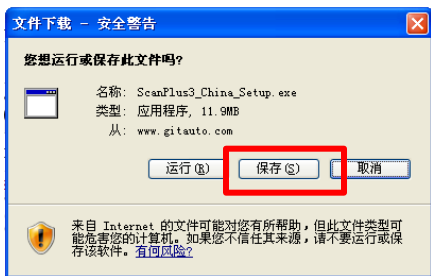 文件下载 - 安全警告
您想运行或保存此文件吗?
名称: ScanPlus3_China_Setup.exe
类型: 应用程序, 11.9MB
从: www.gitauto.com
运行(R) 保存(S) 取消
来自 Internet 的文件可能对您有所帮助,但此文件类型可
能危害您的计算机。如果您不信任其来源,请不要运行或保
存该软件。有何风险?